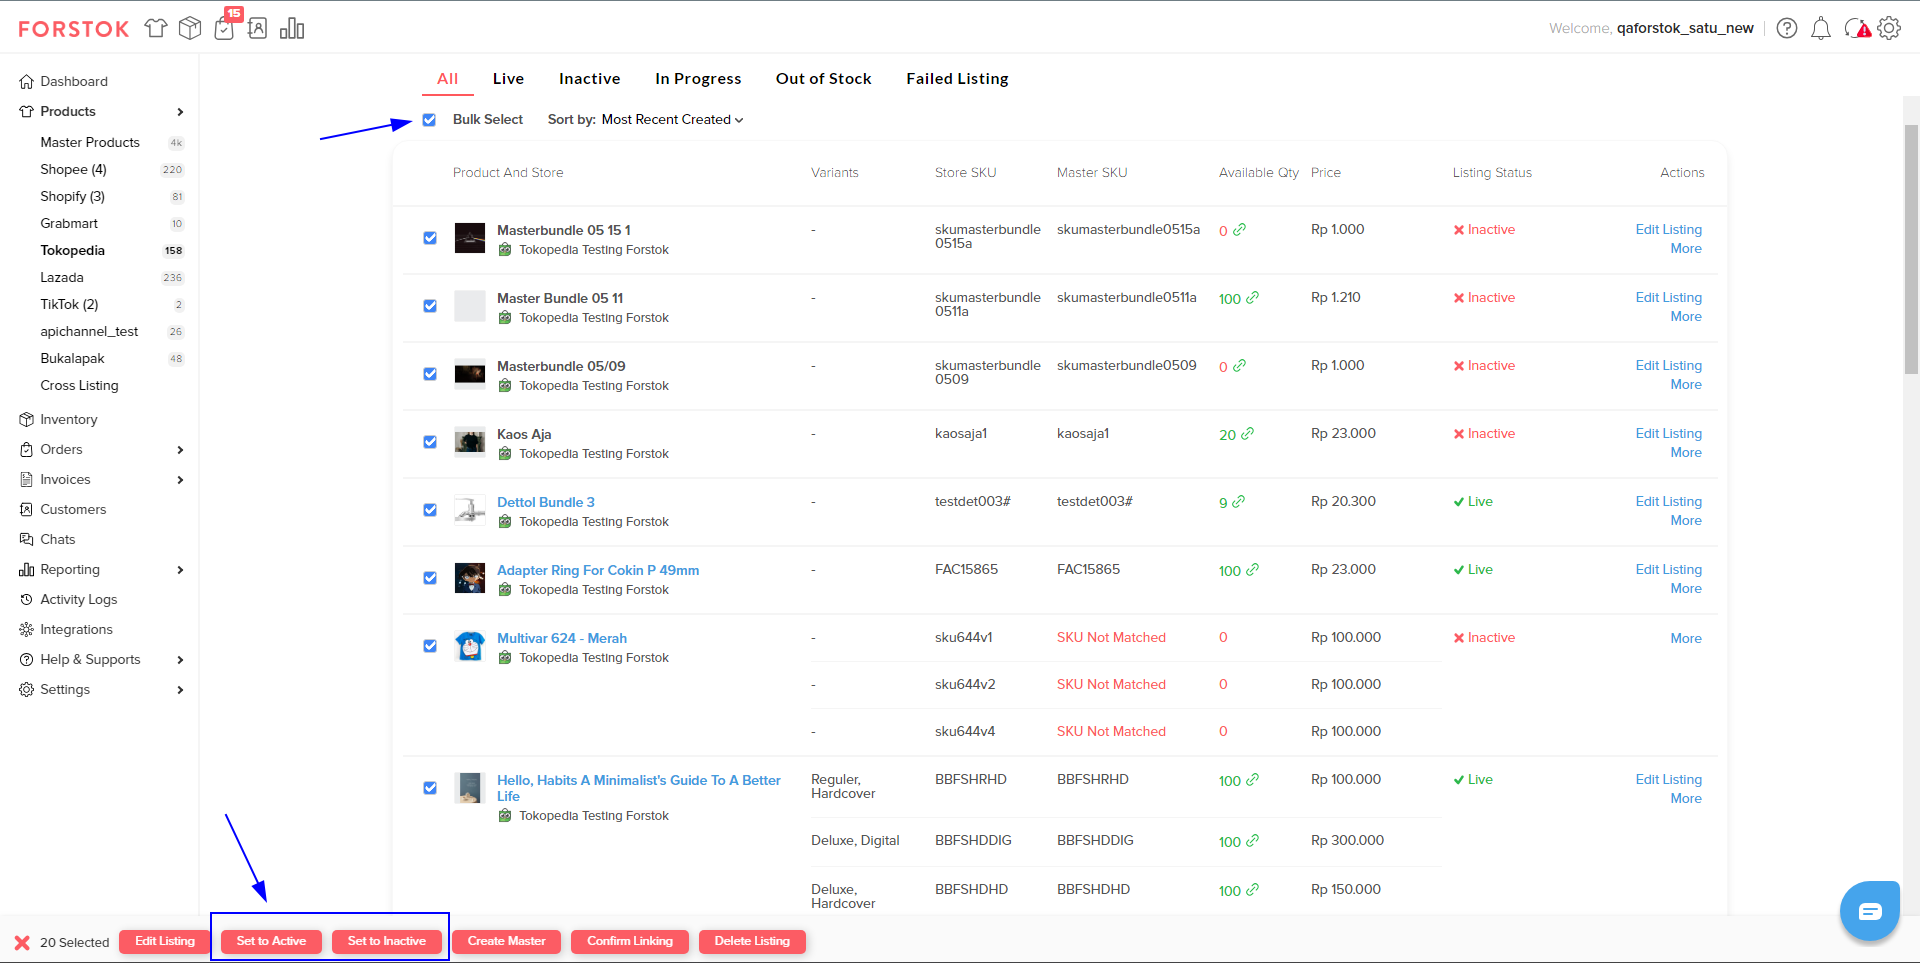 FORSTOK
15
Welcome, qaforstok_satu_new
Dashboard
Products
Master Products 4k
Shopee (4) 220
Shopify (3) 81
Grabmart 10
Tokopedia 158
Lazada 236
TikTok (2) 2
apichannel_test 26
Bukalapak 48
Cross Listing
Inventory
Orders
Invoices
Customers
Chats
Reporting
Activity Logs
Integrations
Help & Supports
Settings
All Live Inactive In Progress Out of Stock Failed Listing
Bulk Select Sort by: Most Recent Created
Product And Store Variants Store SKU Master SKU Available Qty Price Listing Status Actions
Masterbundle 05 15 1 - skumasterbundle skumasterbundle0515a 0 Rp 1.000 Inactive Edit Listing
Tokopedia Testing Forstok 0515a More
Master Bundle 05 11 - skumasterbundle skumasterbundle0511a 100 Rp 1.210 Inactive Edit Listing
Tokopedia Testing Forstok 0511a More
Masterbundle 05/09 - skumasterbundle skumasterbundle0509 0 Rp 1.000 Inactive Edit Listing
Tokopedia Testing Forstok 0509 More
Kaos Aja - kaosaja1 kaosaja1 20 Rp 23.000 Inactive Edit Listing
Tokopedia Testing Forstok More
Dettol Bundle 3 - testdet003# testdet003# 9 Rp 20.300 Live Edit Listing
Tokopedia Testing Forstok More
Adapter Ring For Cokin P 49mm - FAC15865 FAC15865 100 Rp 23.000 Live Edit Listing
Tokopedia Testing Forstok More
Multivar 624 - Merah - sku644v1 SKU Not Matched 0 Rp 100.000 Inactive More
Tokopedia Testing Forstok
- sku644v2 SKU Not Matched 0 Rp 100.000
- sku644v4 SKU Not Matched 0 Rp 100.000
Hello, Habits A Minimalist's Guide To A Better Reguler, BBFSHRHD BBFSHRHD 100 Rp 100.000 Live Edit Listing
Life Hardcover More
Tokopedia Testing Forstok
Deluxe, Digital BBFSHDDIG BBFSHDDIG 100 Rp 300.000
Deluxe, BBFSHDHD BBFSHDHD 100 Rp 150.000
Hardcover
20 Selected Edit Listing Set to Active Set to Inactive Create Master Confirm Linking Delete Listing